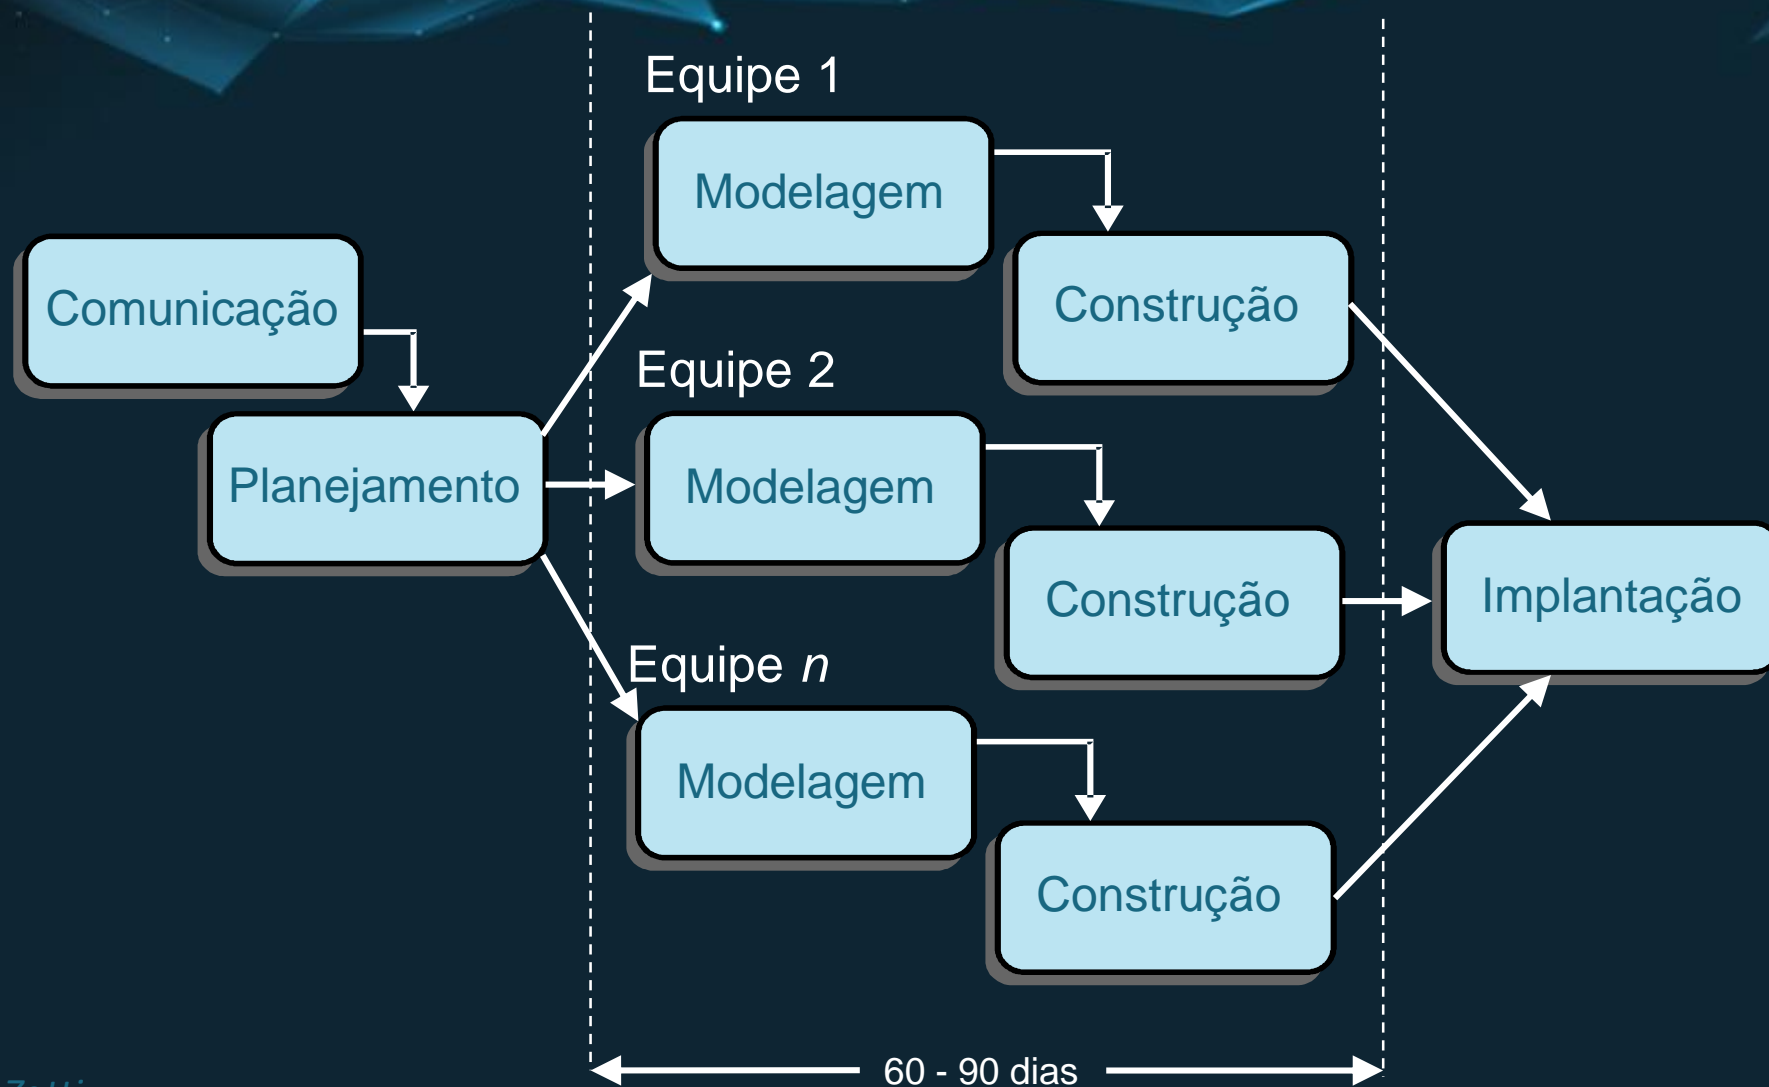 Equipe 1
Modelagem
Construção
Comunicação
Planejamento
Equipe 2
Modelagem
Construção
Implantação
Equipe n
Modelagem
Construção
60 - 90 dias